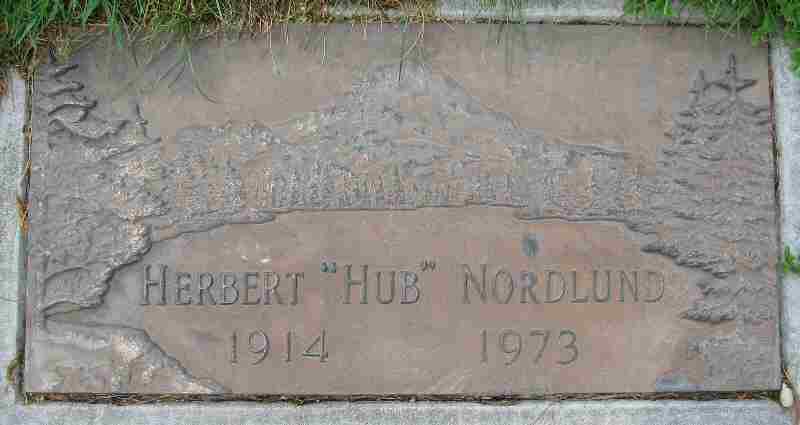 HERBERT "HUB" NORDLUND
1914 1973